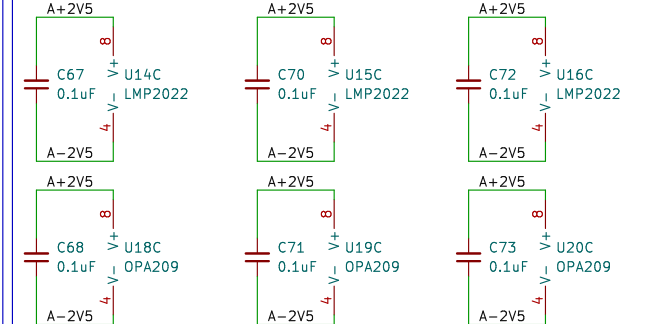 A+2V5 A+2V5 A+2V5
8 8 8
C67 V+ U14C C70 V+ U15C C72 V+ U16C
0.1uF V− LMP2022 0.1uF V− LMP2022 0.1uF V− LMP2022
4 4 4
A−2V5 A−2V5 A−2V5
A+2V5 A+2V5 A+2V5
8 8 8
C68 V+ U18C C71 V+ U19C C73 V+ U20C
0.1uF V− OPA209 0.1uF V− OPA209 0.1uF V− OPA209
4 4 4
A−2V5 A−2V5 A−2V5